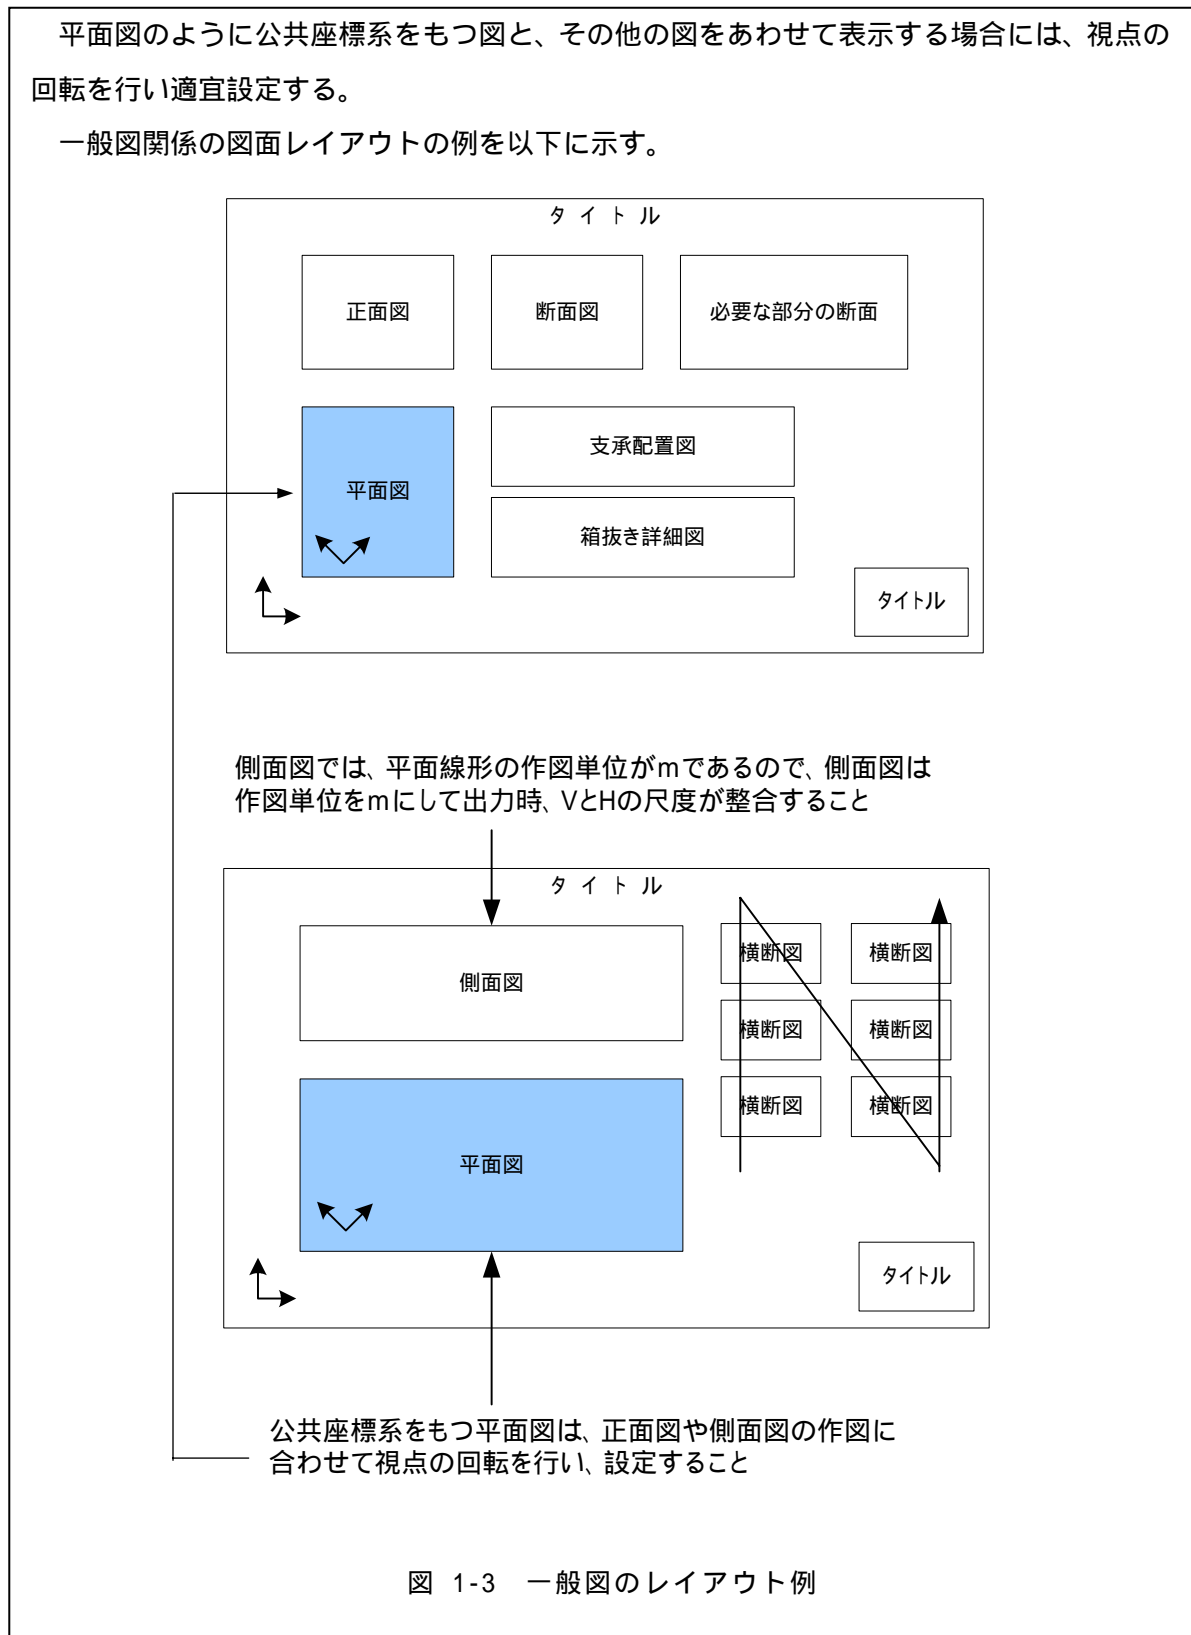 平面図のように公共座標系をもつ図と、その他の図をあわせて表示する場合には、視点の
回転を行い適宜設定する。
一般図関係の図面レイアウトの例を以下に示す。
タイトル
正面図
断面図
必要な部分の断面
平面図
支承配置図
箱抜き詳細図
タイトル
側面図では、平面線形の作図単位がmであるので、側面図は
作図単位をmにして出力時、VとHの尺度が整合すること
タイトル
側面図
横断図
横断図
横断図
横断図
横断図
横断図
平面図
タイトル
公共座標系をもつ平面図は、正面図や側面図の作図に
合わせて視点の回転を行い、設定すること
図 1-3 一般図のレイアウト例